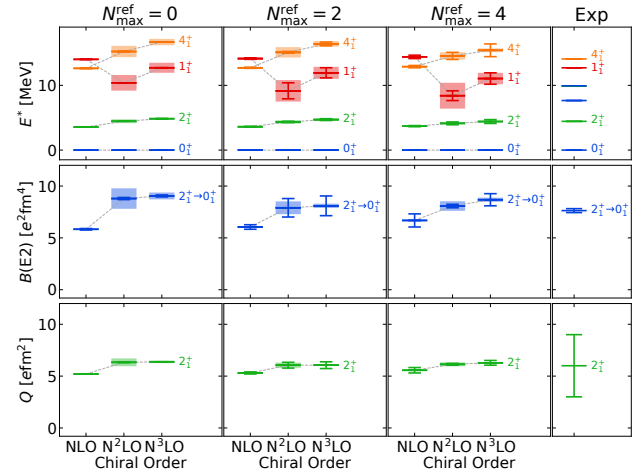 N^ref_max = 0
N^ref_max = 2
N^ref_max = 4
Exp
E* [MeV]
10
0
4⁺₁
1⁺₁
2⁺₁
0⁺₁
4⁺₁
1⁺₁
2⁺₁
0⁺₁
4⁺₁
1⁺₁
2⁺₁
0⁺₁
4⁺₁
1⁺₁
2⁺₁
0⁺₁
B(E2) [e²fm⁴]
10
5
0
2⁺₁→0⁺₁
2⁺₁→0⁺₁
2⁺₁→0⁺₁
2⁺₁→0⁺₁
Q [efm²]
10
5
0
2⁺₁
2⁺₁
2⁺₁
2⁺₁
NLO N²LO N³LO
NLO N²LO N³LO
NLO N²LO N³LO
Chiral Order
Chiral Order
Chiral Order